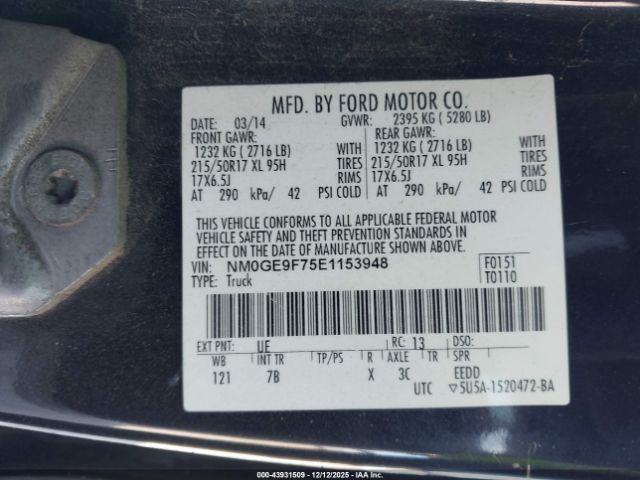 MFD. BY FORD MOTOR CO.
DATE: 03/14 GVWR: 2395 KG ( 5280 LB)
FRONT GAWR: REAR GAWR:
1232 KG ( 2716 LB) WITH 1232 KG ( 2716 LB) WITH
215/50R17 XL 95H TIRES 215/50R17 XL 95H TIRES
17X6.5J RIMS 17X6.5J RIMS
AT 290 kPa/ 42 PSI COLD AT 290 kPa/ 42 PSI COLD
THIS VEHICLE CONFORMS TO ALL APPLICABLE FEDERAL MOTOR
VEHICLE SAFETY AND THEFT PREVENTION STANDARDS IN
EFFECT ON THE DATE OF MANUFACTURE SHOWN ABOVE.
VIN: NM0GE9F75E1153948 F0151
TYPE: Truck T0110
EXT PNT: UE RC: 13 DSO:
WB INT TR TP/PS R AXLE TR SPR
121 7B X 3C EEDD
UTC ▽5U5A-1520472-BA
000-43931509 - 12/12/2025 - IAAI.com